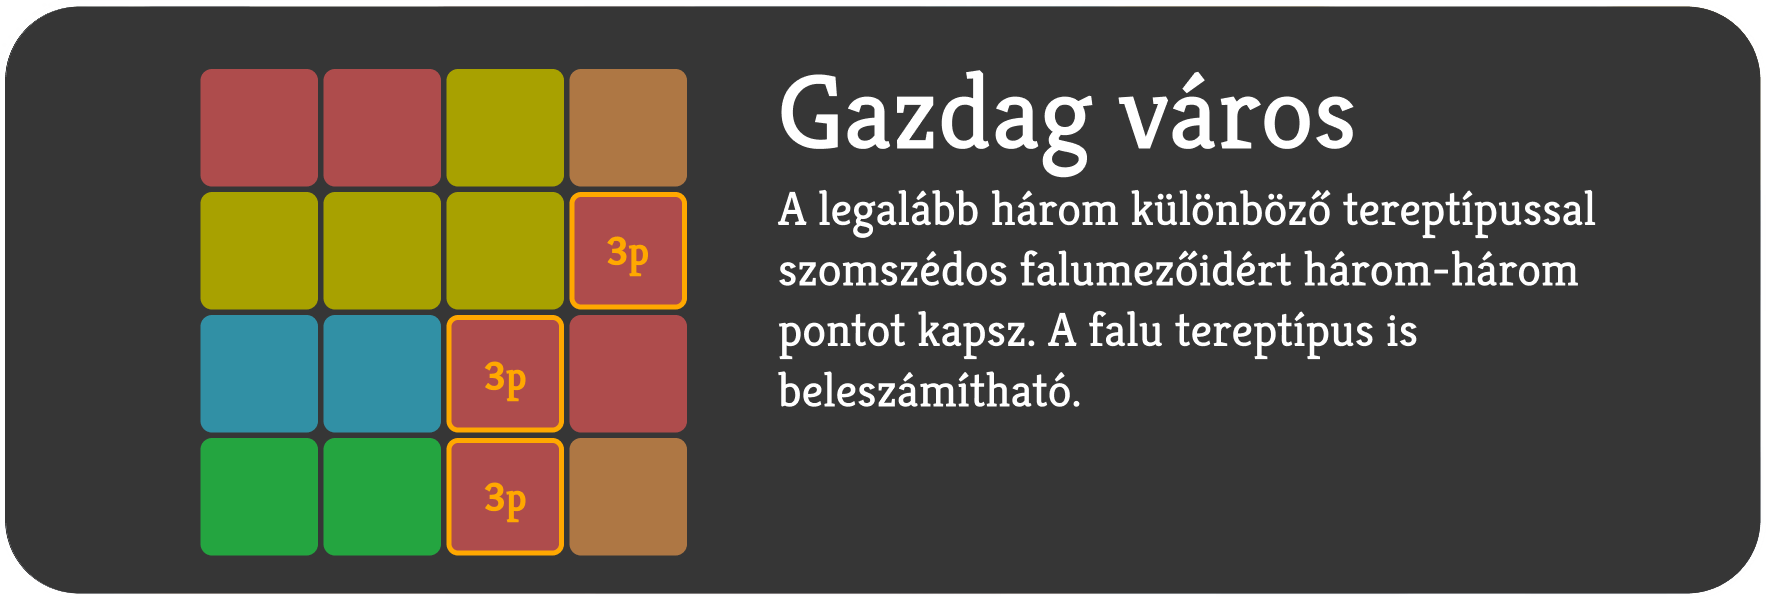 Gazdag város
A legalább három különböző tereptípussal
szomszédos falumezőidért három-három
pontot kapsz. A falu tereptípus is
beleszámítható.
3p
3p
3p